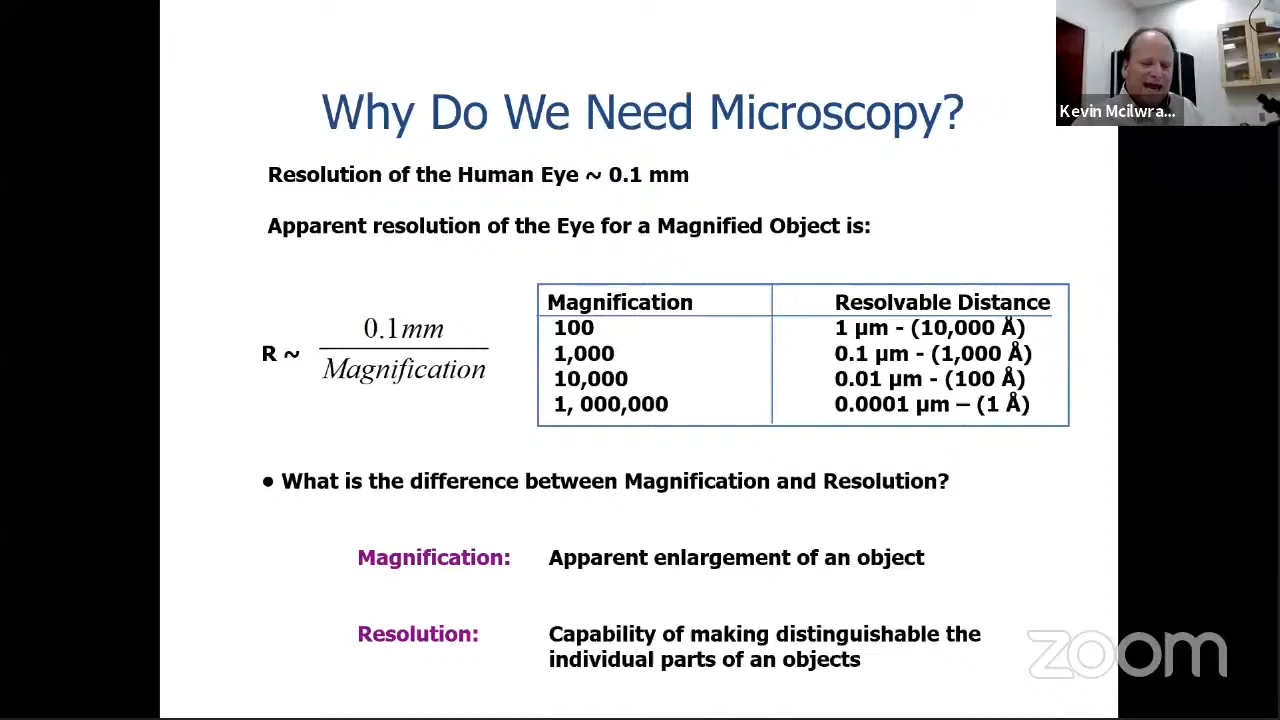 Why Do We Need Microscopy?
Kevin Mcilwra...
Resolution of the Human Eye ~ 0.1 mm
Apparent resolution of the Eye for a Magnified Object is:
R ~ 0.1mm
Magnification
Magnification Resolvable Distance
100 1 µm - (10,000 Å)
1,000 0.1 µm - (1,000 Å)
10,000 0.01 µm - (100 Å)
1, 000,000 0.0001 µm – (1 Å)
• What is the difference between Magnification and Resolution?
Magnification: Apparent enlargement of an object
Resolution: Capability of making distinguishable the
individual parts of an objects
zoom